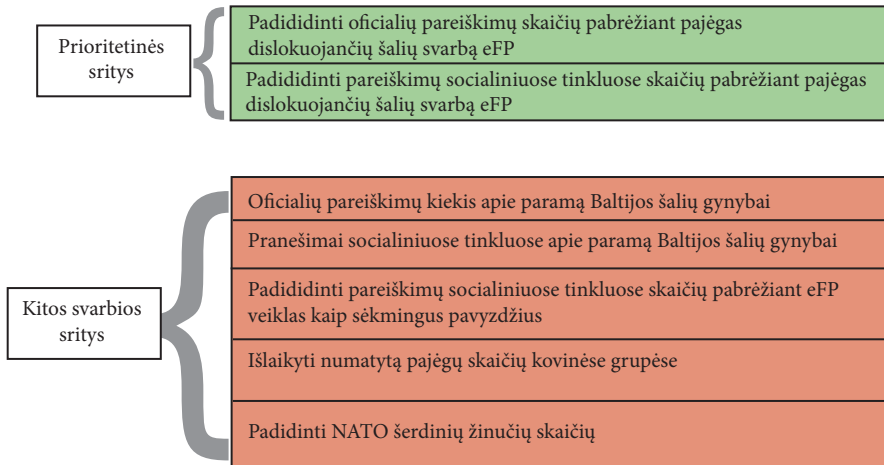 Prioritetinės
sritys
Padididinti oficialių pareiškimų skaičių pabrėžiant pajėgas
dislokuojančių šalių svarbą eFP
Padididinti pareiškimų socialiniuose tinkluose skaičių pabrėžiant pajėgas
dislokuojančių šalių svarbą eFP
Kitos svarbios
sritys
Oficialių pareiškimų kiekis apie paramą Baltijos šalių gynybai
Pranešimai socialiniuose tinkluose apie paramą Baltijos šalių gynybai
Padididinti pareiškimų socialiniuose tinkluose skaičių pabrėžiant eFP
veiklas kaip sėkmingus pavyzdžius
Išlaikyti numatytą pajėgų skaičių kovinėse grupėse
Padidinti NATO šerdinių žinučių skaičių